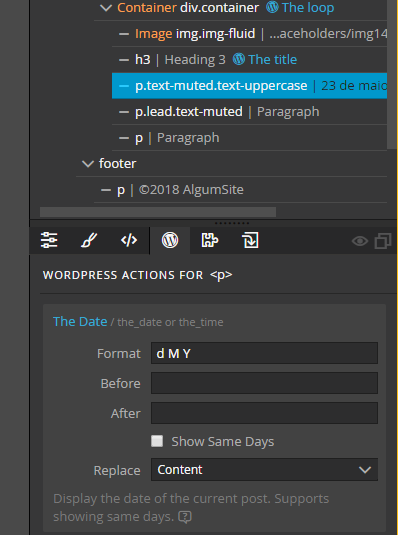 Container div.container The loop
Image img.img-fluid | ...aceholders/img14
h3 | Heading 3 The title
p.text-muted.text-uppercase | 23 de maio
p.lead.text-muted | Paragraph
p | Paragraph
footer
p | ©2018 AlgumSite
WORDPRESS ACTIONS FOR <p>
The Date / the_date or the_time
Format d M Y
Before
After
Show Same Days
Replace Content
Display the date of the current post. Supports
showing same days. ?